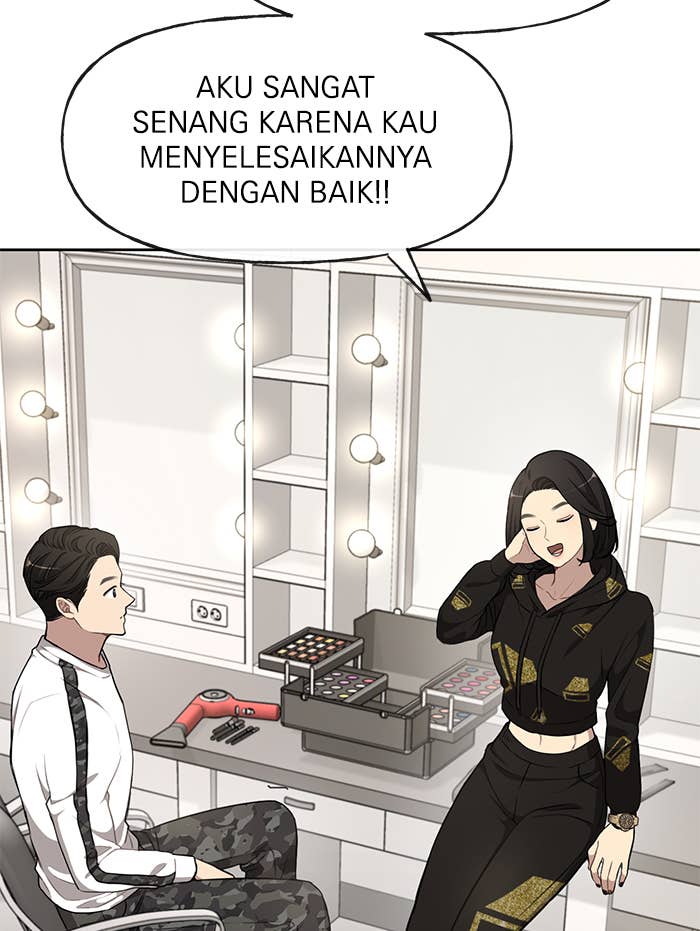 AKU SANGAT
SENANG KARENA KAU
MENYELESAIKANNYA
DENGAN BAIK!!